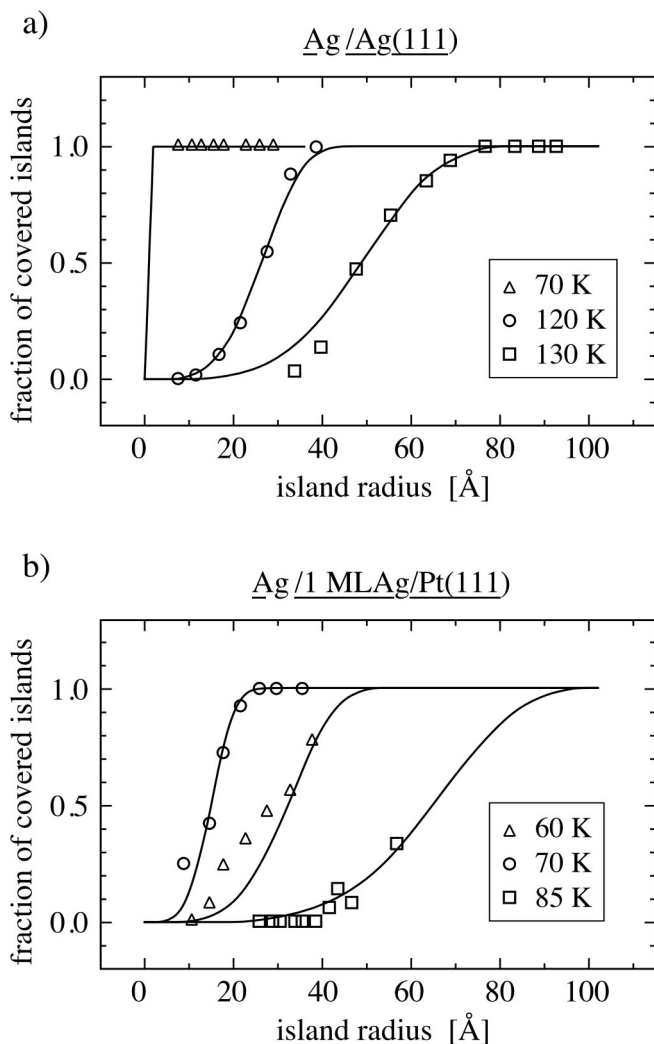 a)
Ag /Ag(111)
fraction of covered islands
1.0
0.5
0.0
△ 70 K
○ 120 K
□ 130 K
0 20 40 60 80 100
island radius [Å]
b)
Ag /1 MLAg/Pt(111)
fraction of covered islands
1.0
0.5
0.0
△ 60 K
○ 70 K
□ 85 K
0 20 40 60 80 100
island radius [Å]